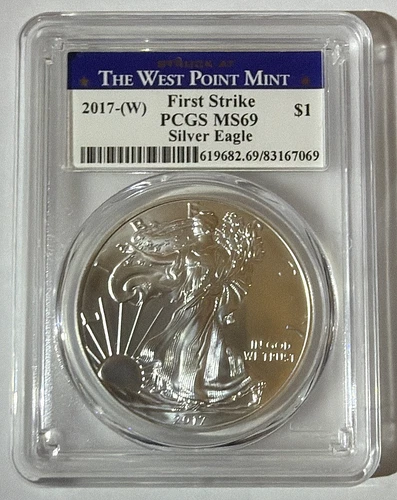 STRUCK AT
THE WEST POINT MINT
2017-(W) First Strike $1
PCGS MS69
Silver Eagle
619682.69/83167069
IN GOD
WE TRUST
2017